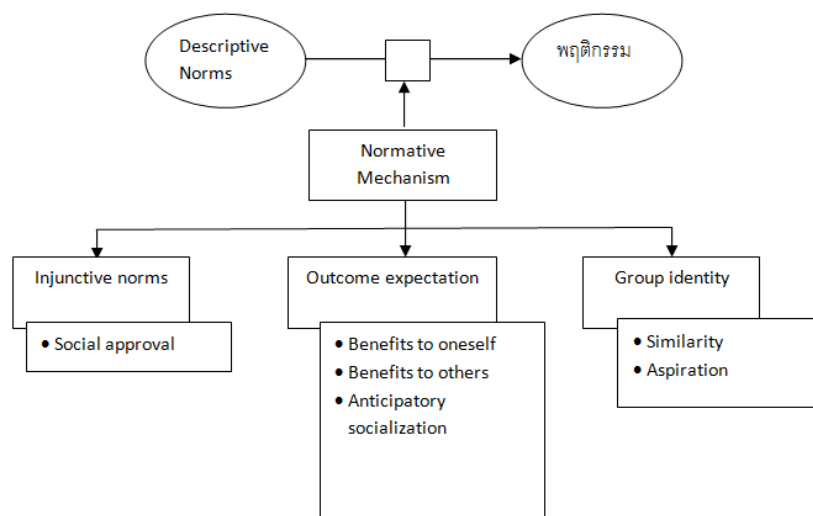 Descriptive
Norms
พฤติกรรม
Normative
Mechanism
Injunctive norms
• Social approval
Outcome expectation
• Benefits to oneself
• Benefits to others
• Anticipatory
socialization
Group identity
• Similarity
• Aspiration